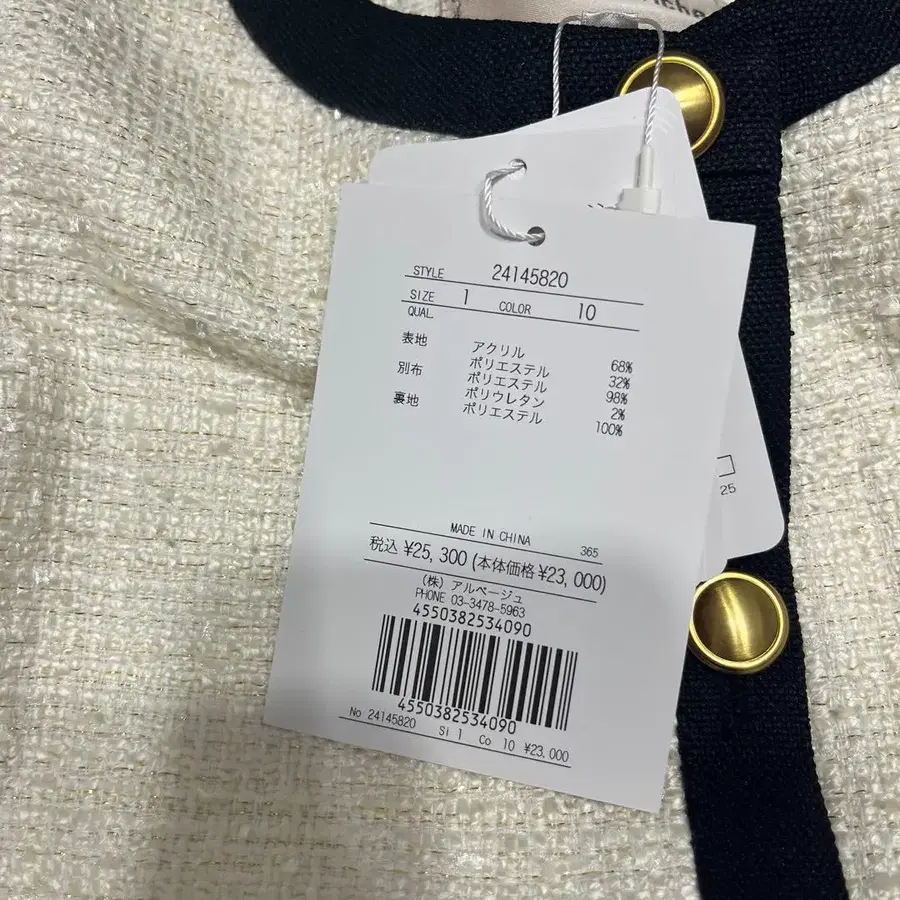 STYLE 24145820
SIZE 1 COLOR 10
QUAL
表地 アクリル 68%
ポリエステル 32%
別布 ポリエステル 98%
ポリウレタン 2%
裏地 ポリエステル 100%
MADE IN CHINA 365
税込 ¥25,300 (本体価格 ¥23,000)
(株) アルページュ
PHONE 03-3478-5963
4550382534090
4550382534090
No 24145820 Si 1 Co 10 ¥23,000
25